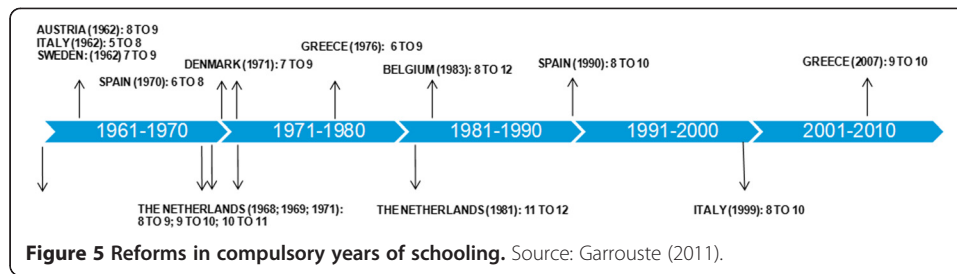 AUSTRIA (1962): 8 TO 9
ITALY (1962): 5 TO 8
SWEDEN: (1962) 7 TO 9
SPAIN (1970): 6 TO 8
DENMARK (1971): 7 TO 9
GREECE (1976): 6 TO 9
BELGIUM (1983): 8 TO 12
SPAIN (1990): 8 TO 10
GREECE (2007): 9 TO 10
1961-1970
1971-1980
1981-1990
1991-2000
2001-2010
THE NETHERLANDS (1968; 1969; 1971):
8 TO 9; 9 TO 10; 10 TO 11
THE NETHERLANDS (1981): 11 TO 12
ITALY (1999): 8 TO 10
Figure 5 Reforms in compulsory years of schooling. Source: Garrouste (2011).